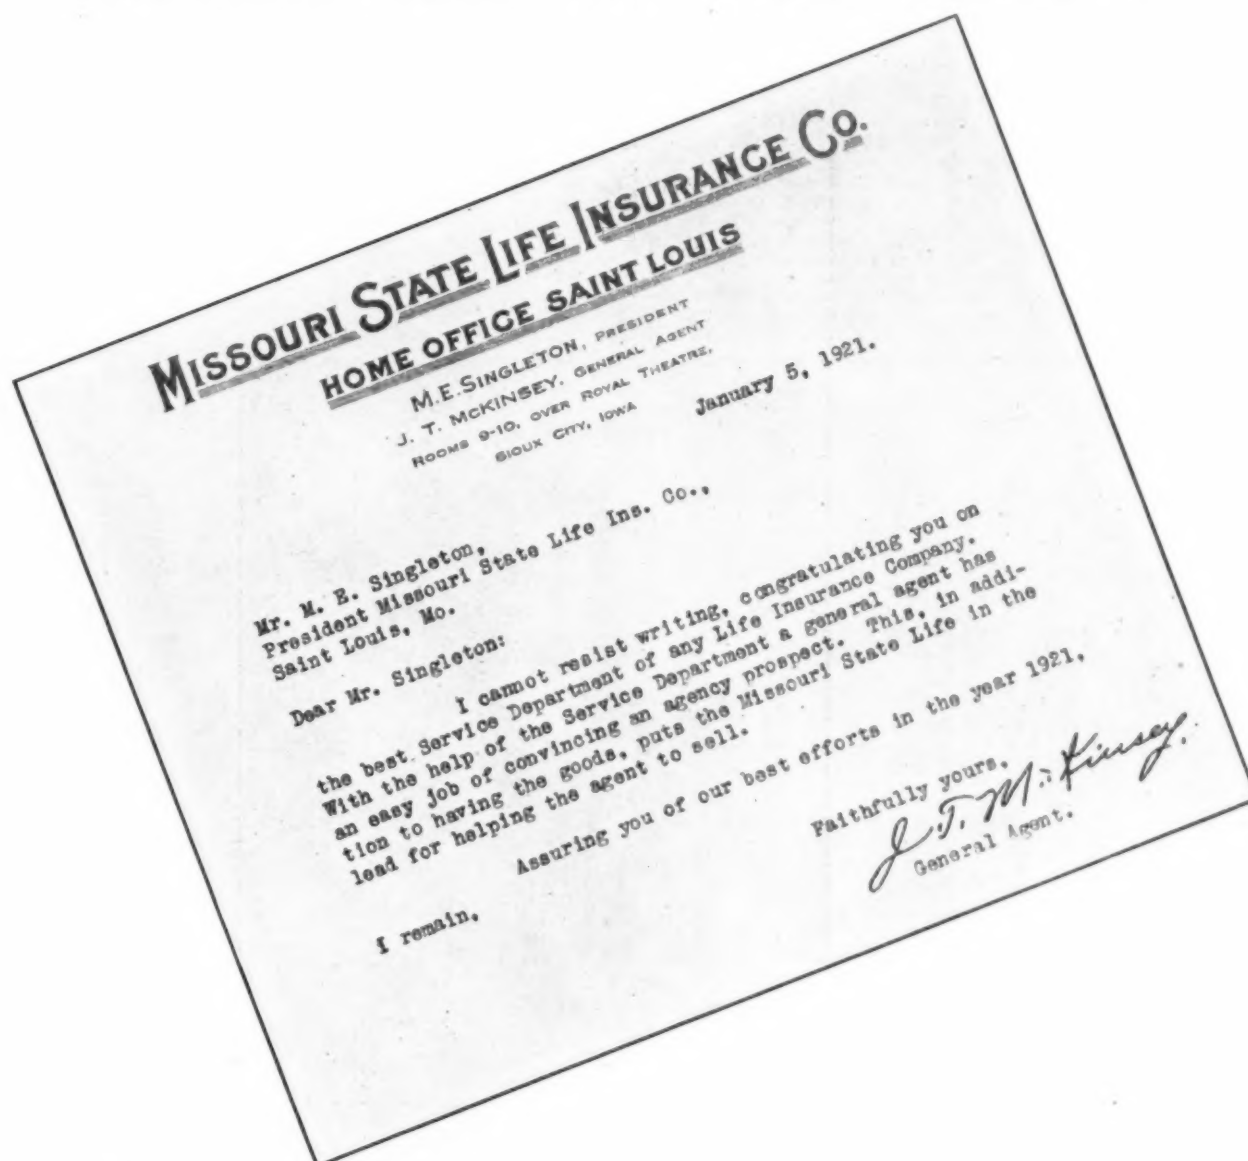 MISSOURI STATE LIFE INSURANCE CO.
HOME OFFICE SAINT LOUIS
M.E. SINGLETON, PRESIDENT
J. T. MCKINSEY, GENERAL AGENT
ROOMS 9-10, OVER ROYAL THEATRE,
SIOUX CITY, IOWA
January 5, 1921.
Mr. M. E. Singleton,
President Missouri State Life Ins. Co.,
Saint Louis, Mo.
Dear Mr. Singleton:
I cannot resist writing, congratulating you on
the best Service Department of any Life Insurance Company.
With the help of the Service Department a general agent has
an easy job of convincing an agency prospect. This, in addi-
tion to having the goods, puts the Missouri State Life in the
lead for helping the agent to sell.
Assuring you of our best efforts in the year 1921,
I remain,
Faithfully yours,
J. T. McKinsey.
General Agent.